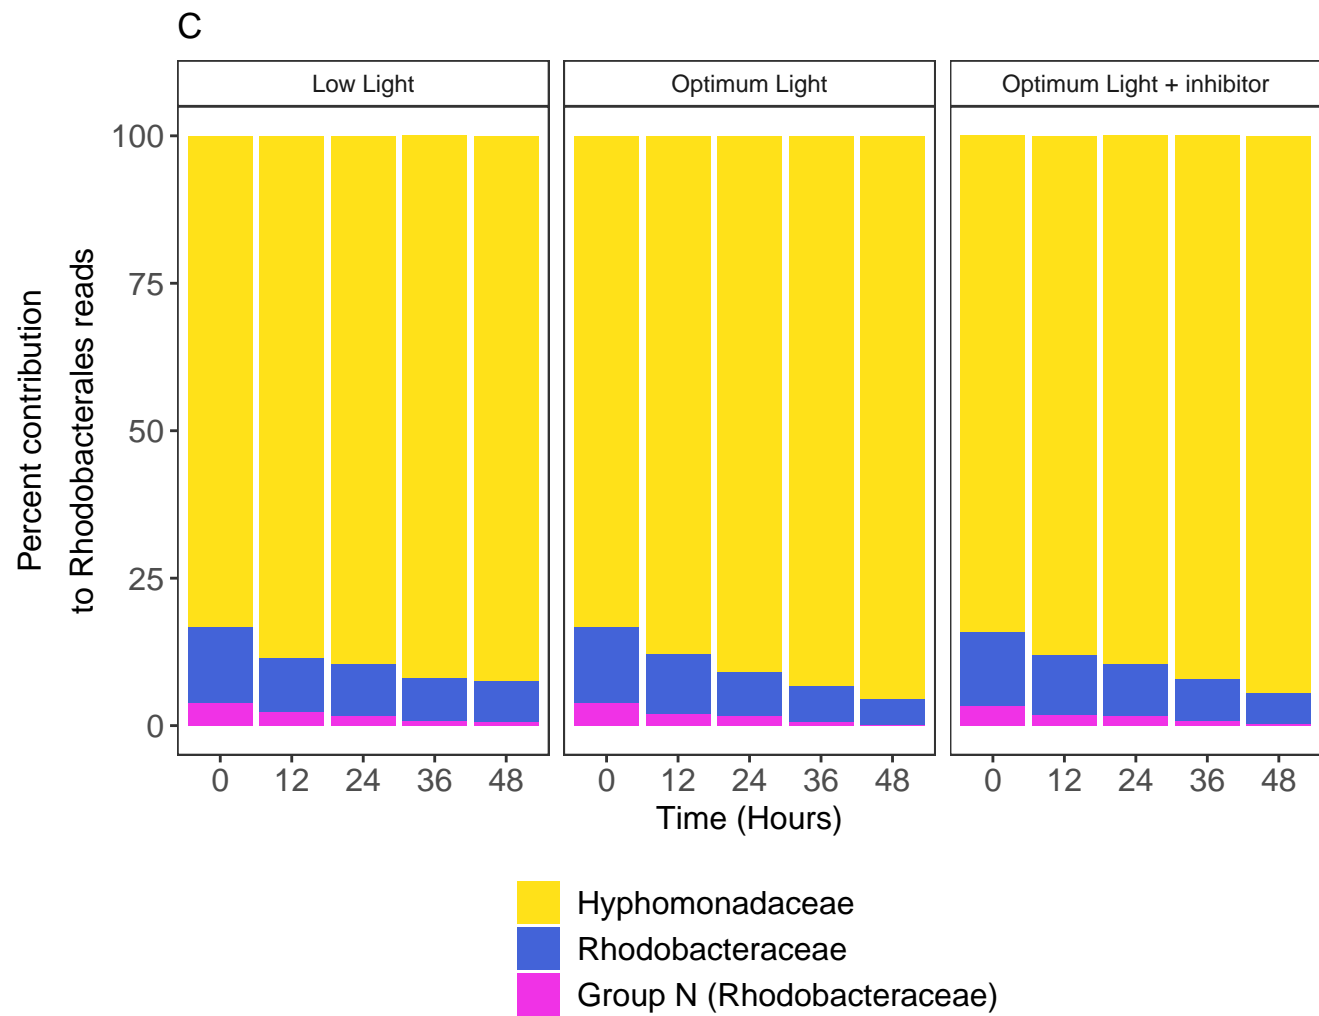 C
Low Light
Optimum Light
Optimum Light + inhibitor
Percent contribution
to Rhodobacterales reads
100
75
50
25
0
0 12 24 36 48
0 12 24 36 48
0 12 24 36 48
Time (Hours)
Hyphomonadaceae
Rhodobacteraceae
Group N (Rhodobacteraceae)